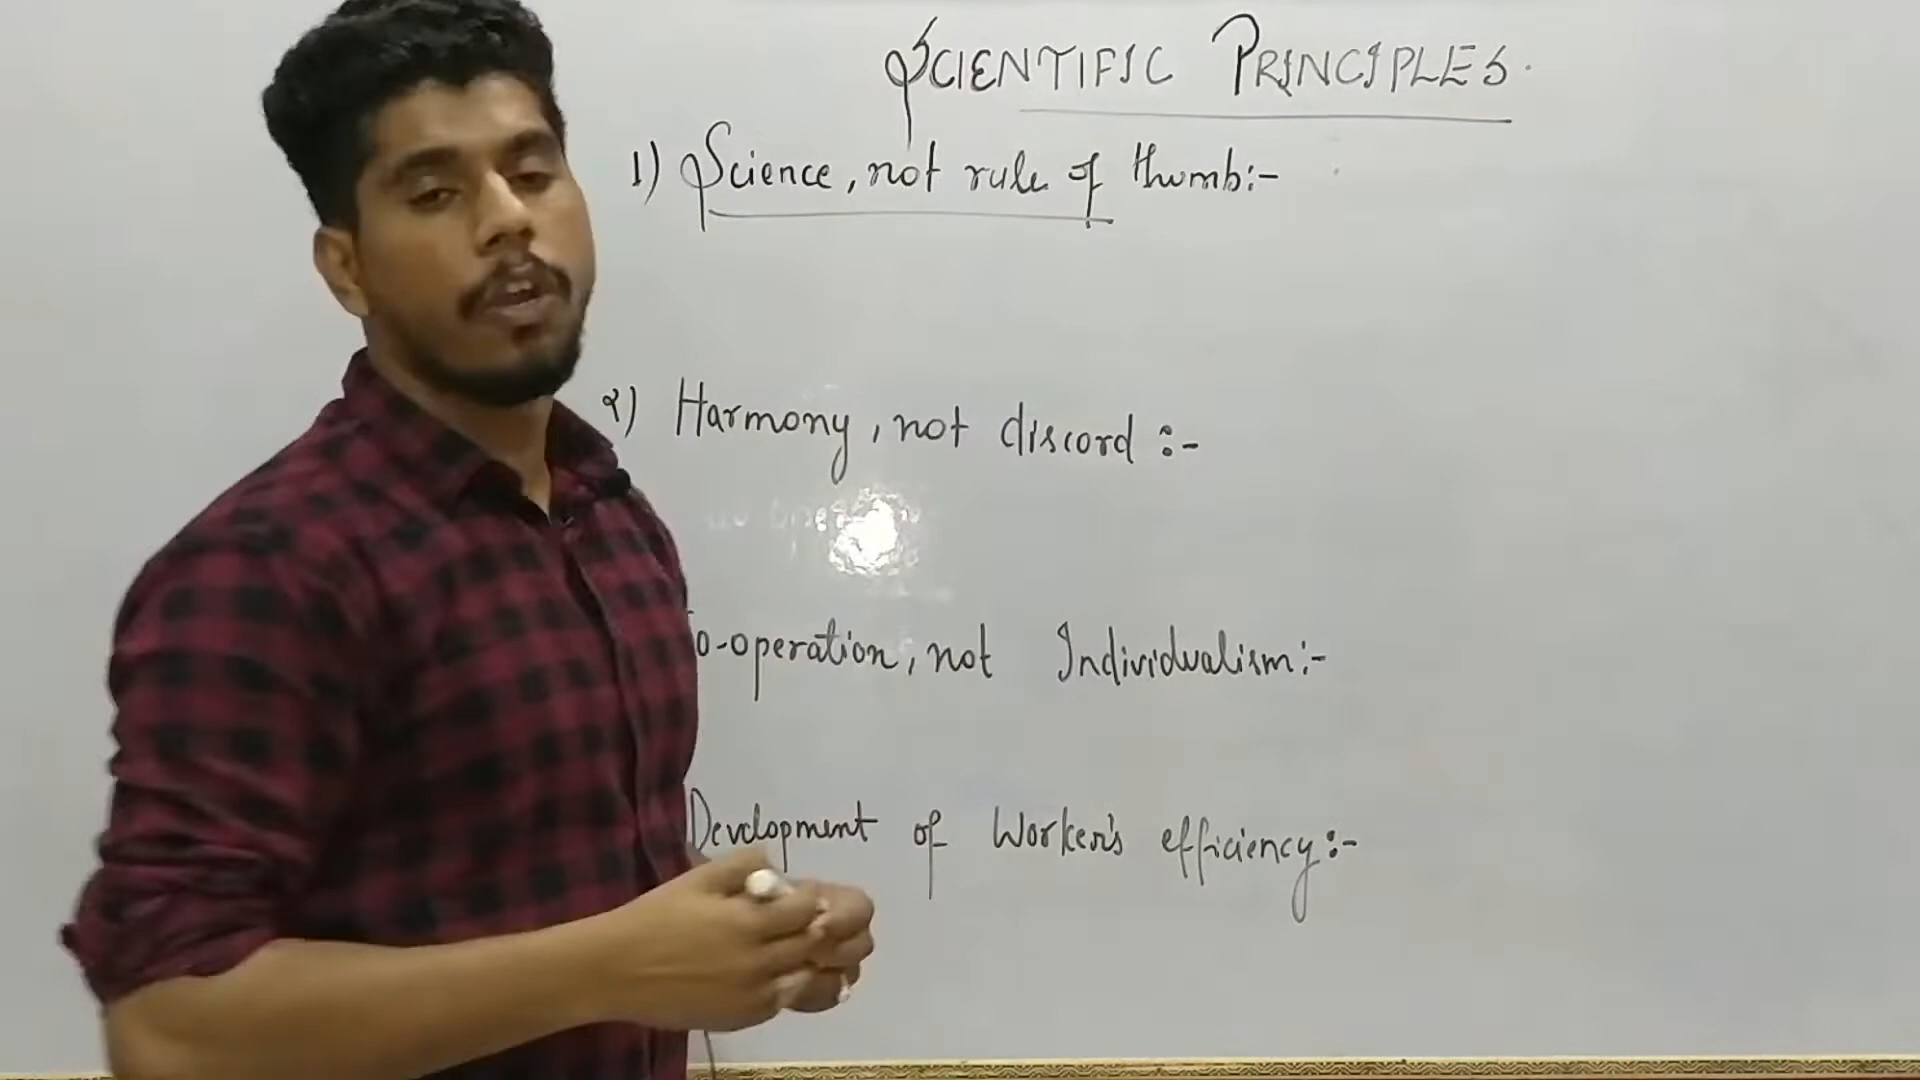 SCIENTIFIC PRINCIPLES.
1) Science, not rule of thumb:-
2) Harmony, not discord :-
o-operation, not Individualism:-
Development of Worker's efficiency:-